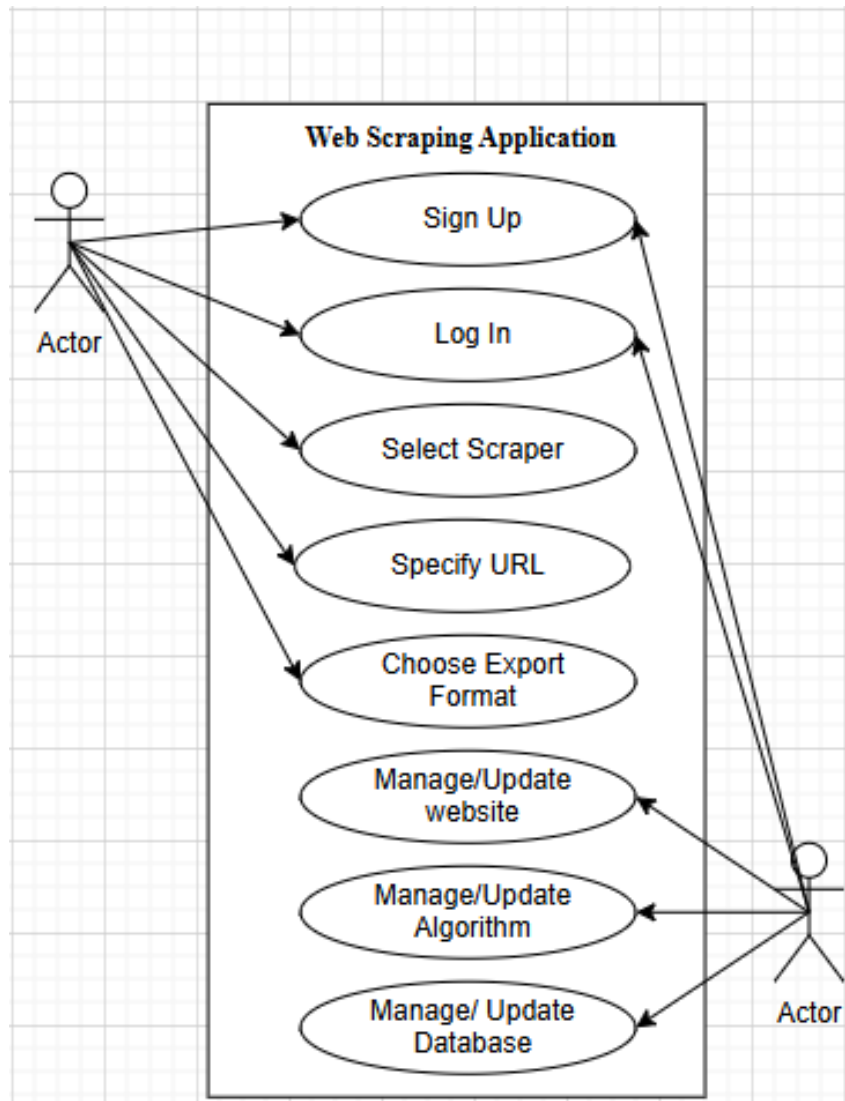 Web Scraping Application
Sign Up
Actor
Log In
Select Scraper
Specify URL
Choose Export
Format
Manage/Update
website
Manage/Update
Algorithm
Manage/ Update
Database
Actor